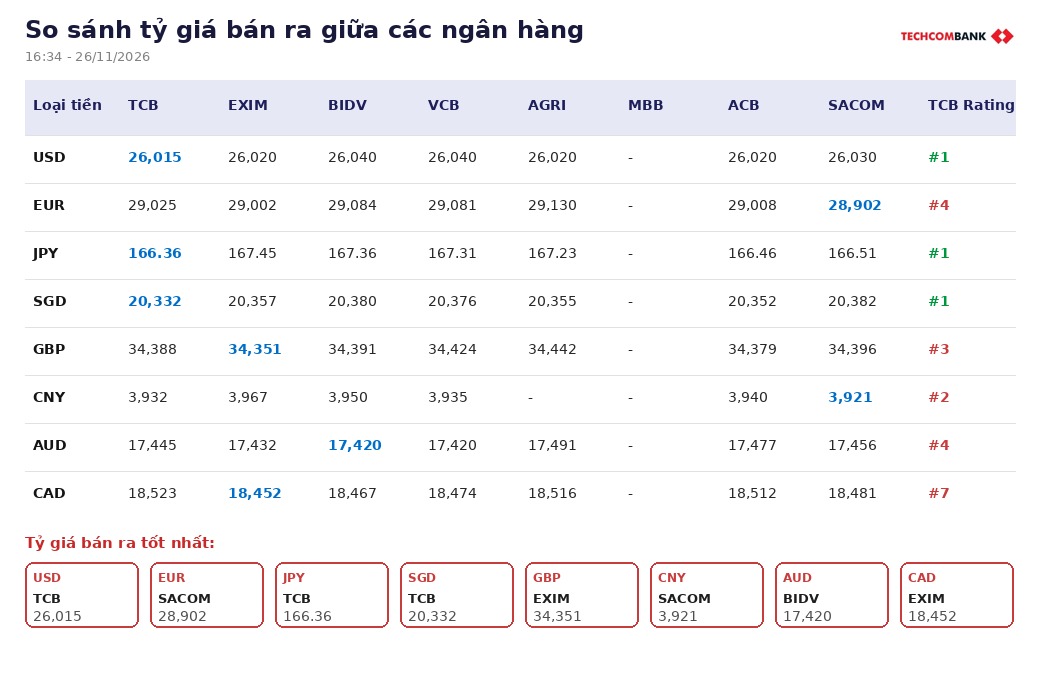 So sánh tỷ giá bán ra giữa các ngân hàng
TECHCOMBANK
16:34 - 26/11/2026
Loại tiền TCB EXIM BIDV VCB AGRI MBB ACB SACOM TCB Rating
USD 26,015 26,020 26,040 26,040 26,020 - 26,020 26,030 #1
EUR 29,025 29,002 29,084 29,081 29,130 - 29,008 28,902 #4
JPY 166.36 167.45 167.36 167.31 167.23 - 166.46 166.51 #1
SGD 20,332 20,357 20,380 20,376 20,355 - 20,352 20,382 #1
GBP 34,388 34,351 34,391 34,424 34,442 - 34,379 34,396 #3
CNY 3,932 3,967 3,950 3,935 - - 3,940 3,921 #2
AUD 17,445 17,432 17,420 17,420 17,491 - 17,477 17,456 #4
CAD 18,523 18,452 18,467 18,474 18,516 - 18,512 18,481 #7
Tỷ giá bán ra tốt nhất:
USD EUR JPY SGD GBP CNY AUD CAD
TCB SACOM TCB TCB EXIM SACOM BIDV EXIM
26,015 28,902 166.36 20,332 34,351 3,921 17,420 18,452